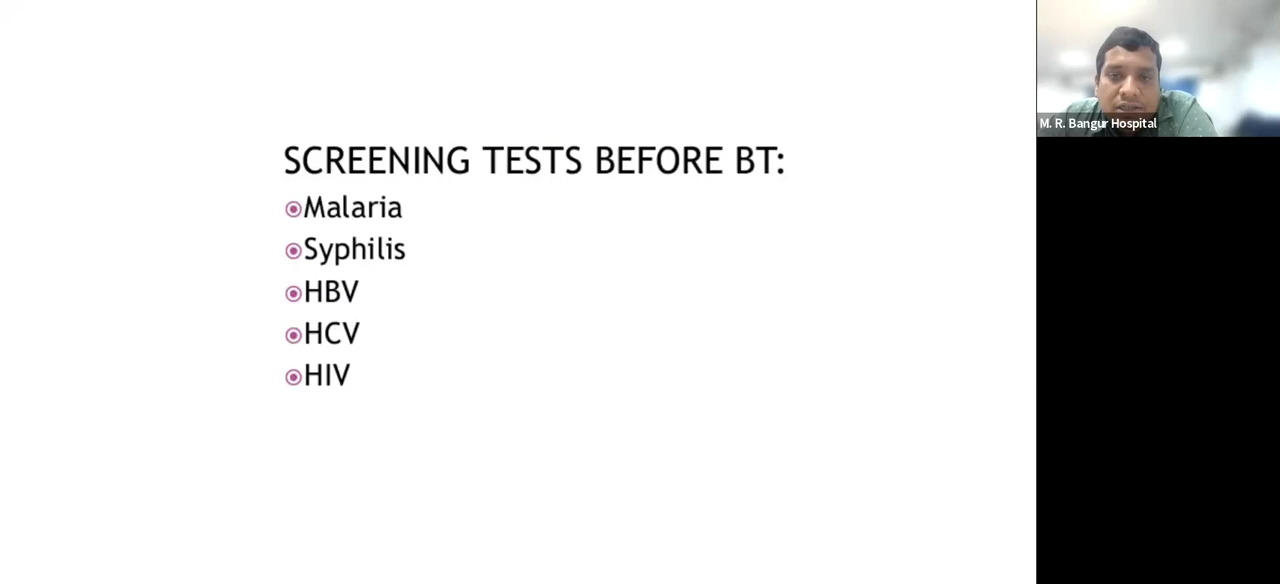 SCREENING TESTS BEFORE BT:
Malaria
Syphilis
HBV
HCV
HIV
M. R. Bangur Hospital